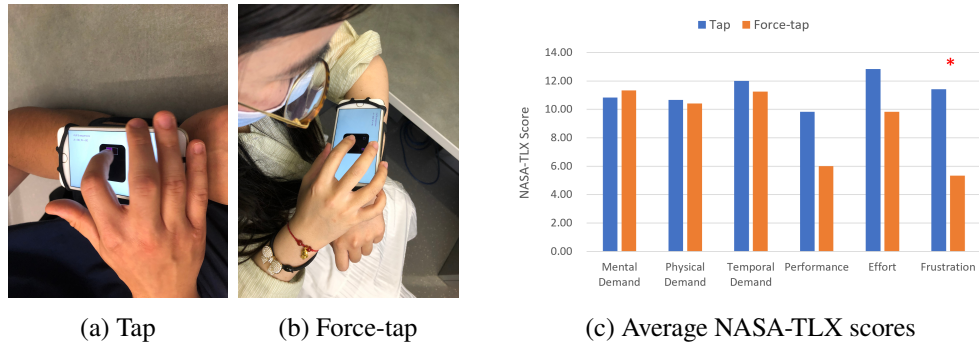 Tap Force-tap
*
NASA-TLX Score
14.00
12.00
10.00
8.00
6.00
4.00
2.00
0.00
Mental Demand
Physical Demand
Temporal Demand
Performance
Effort
Frustration
(a) Tap
(b) Force-tap
(c) Average NASA-TLX scores